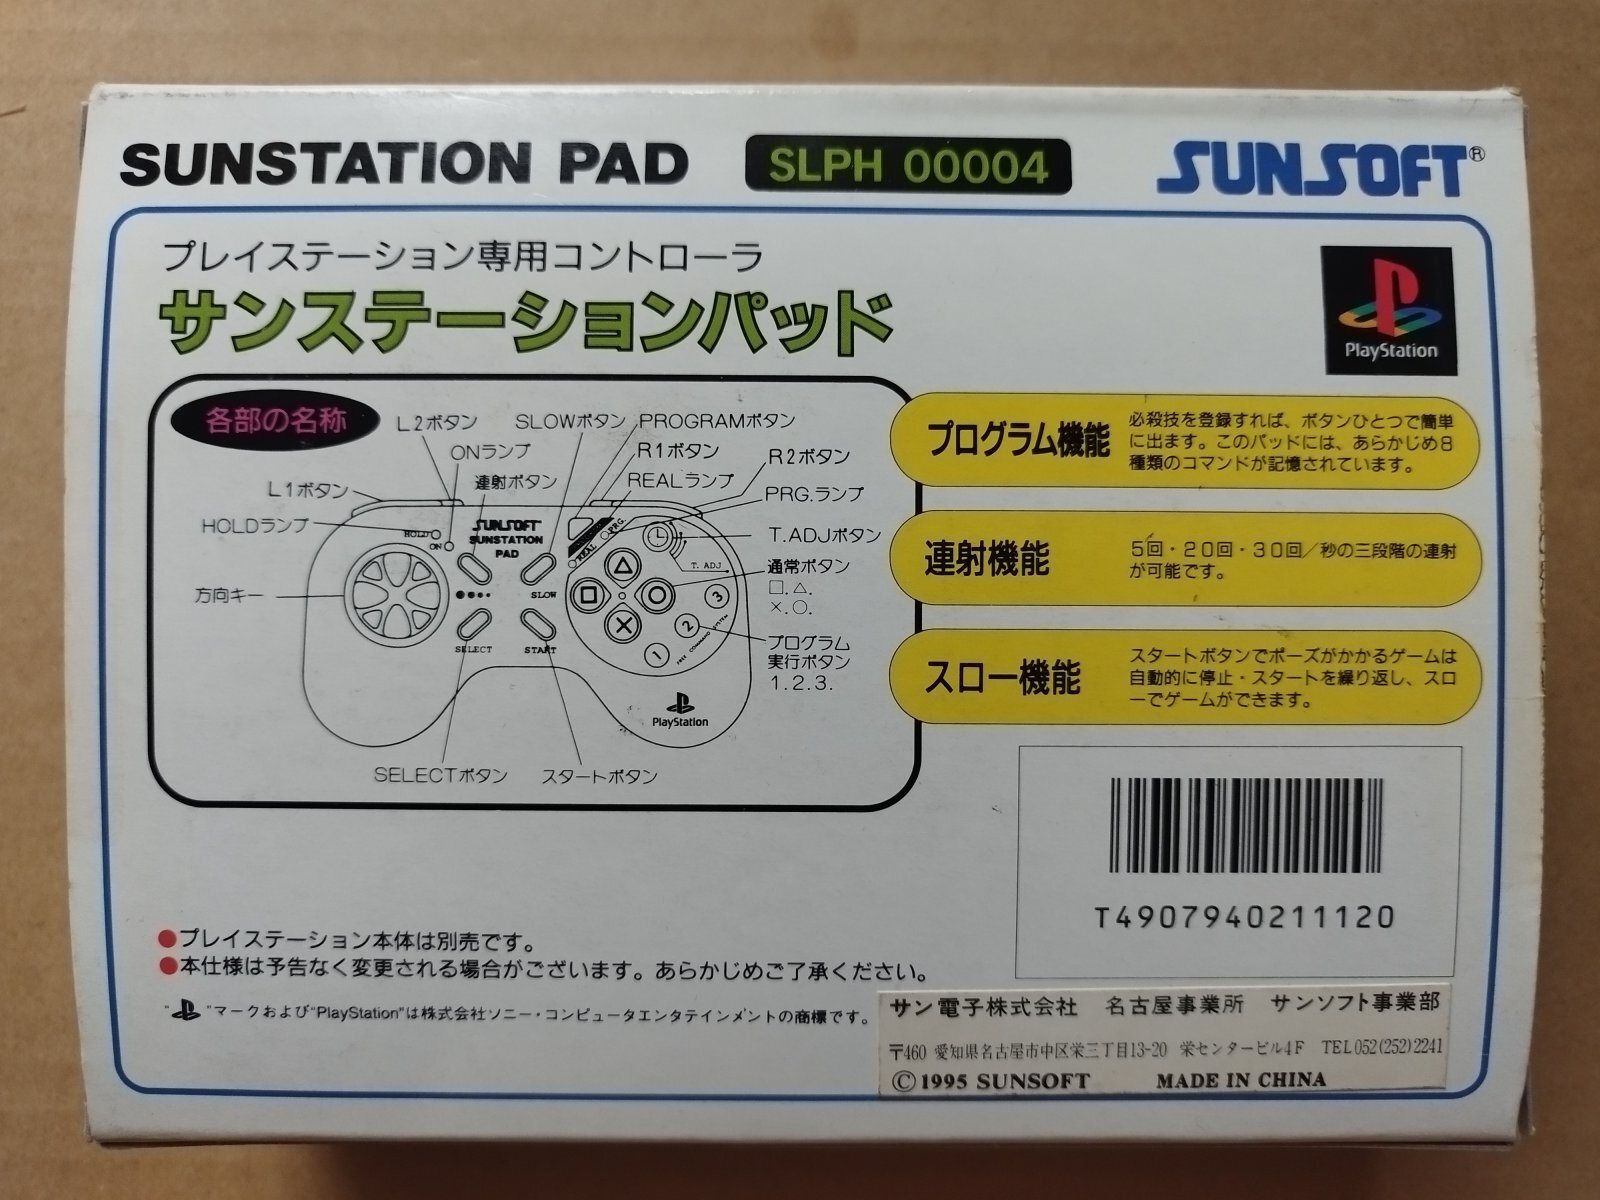 SUNSTATION PAD
SLPH 00004
SUNSOFT®
プレイステーション専用コントローラ
サンステーションパッド
PlayStation
各部の名称
L2ボタン
SLOWボタン
PROGRAMボタン
ONランプ
R1ボタン
R2ボタン
L1ボタン
連射ボタン
REALランプ
PRG.ランプ
HOLDランプ
T.ADJボタン
HOLD
ON
SUNSOFT
SUNSTATION
PAD
REAL
PRG.
T. ADJ
通常ボタン
□.△.
×.○.
方向キー
SLOW
SELECT
START
3
2
1
FREE COMMAND SYSTEM
プログラム
実行ボタン
1.2.3.
PlayStation
SELECTボタン
スタートボタン
プログラム機能
必殺技を登録すれば、ボタンひとつで簡単
に出ます。このパッドには、あらかじめ8
種類のコマンドが記憶されています。
連射機能
5回・20回・30回／秒の三段階の連射
が可能です。
スロー機能
スタートボタンでポーズがかかるゲームは
自動的に停止・スタートを繰り返し、スロ
ーでゲームができます。
T4907940211120
●プレイステーション本体は別売です。
●本仕様は予告なく変更される場合がございます。あらかじめご了承ください。
" "マークおよび"PlayStation"は株式会社ソニー・コンピュータエンタテインメントの商標です。
サン電子株式会社 名古屋事業所 サンソフト事業部
〒460 愛知県名古屋市中区栄三丁目13-20 栄センタービル4F TEL052(252)2241
©1995 SUNSOFT MADE IN CHINA